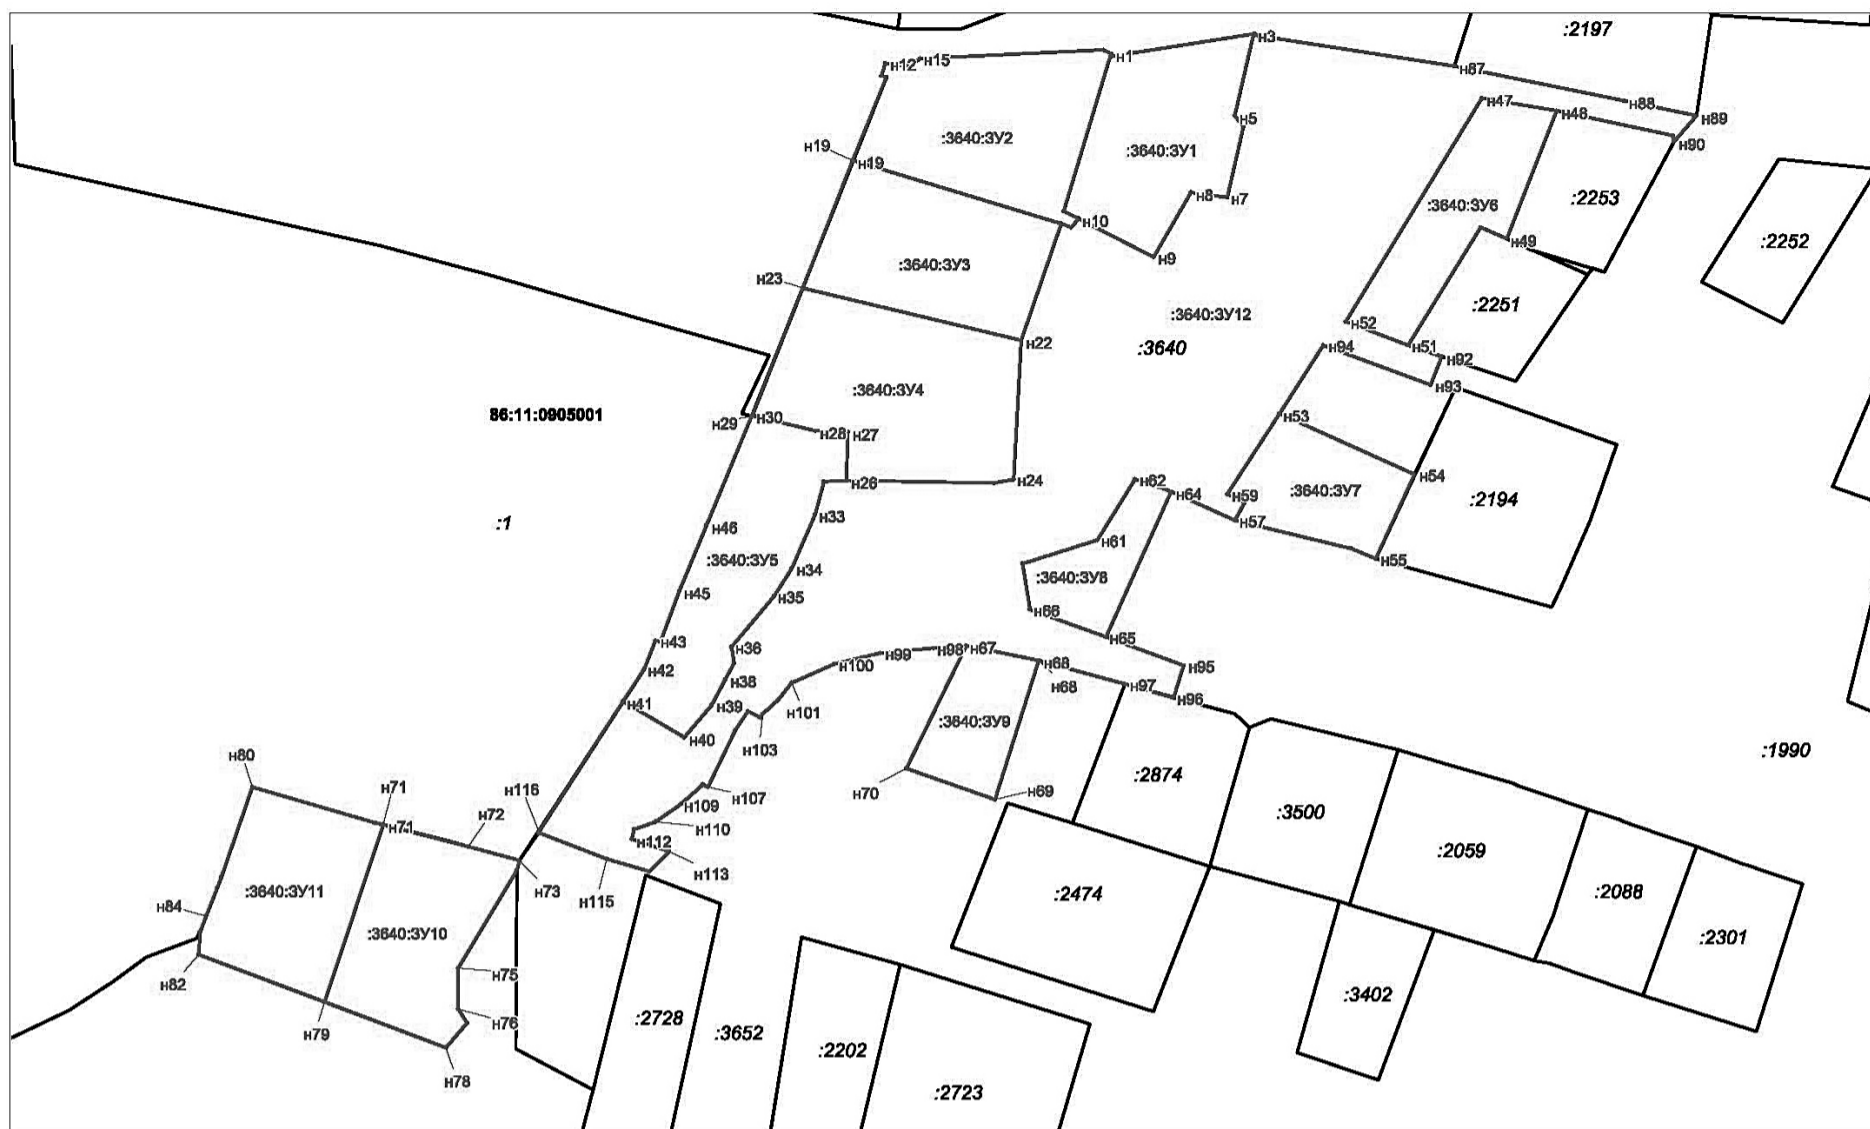 :2197
н3
н1
н12
н15
н87
н88
н89
н47
н48
н90
н5
:3640:ЗУ2
:3640:ЗУ1
н19
н19
н8
н7
:3640:ЗУ6
:2253
н10
н49
:2252
н9
:3640:ЗУ3
н23
:3640:ЗУ12
:2251
н52
н22
:3640
н51
н94
н92
н93
:3640:ЗУ4
86:11:0905001
н29
н30
н28
н27
н53
н54
н26
н24
н62
н64
н59
:3640:ЗУ7
:2194
:1
н33
н57
н46
н61
н55
:3640:ЗУ5
н34
:3640:ЗУ8
н45
н35
н66
н43
н36
н65
н42
н100
н99
н98
н67
н68
н68
н95
н38
н97
н96
н41
н39
н101
н40
н103
:3640:ЗУ9
:1990
н80
н70
н69
:2874
н71
н116
н109
н107
:3500
н71
н72
н110
н112
:2059
н73
н113
:3640:ЗУ11
н115
:2474
:2088
н84
:3640:ЗУ10
:2301
н75
н82
:3402
н76
н79
:2728
:3652
:2202
н78
:2723